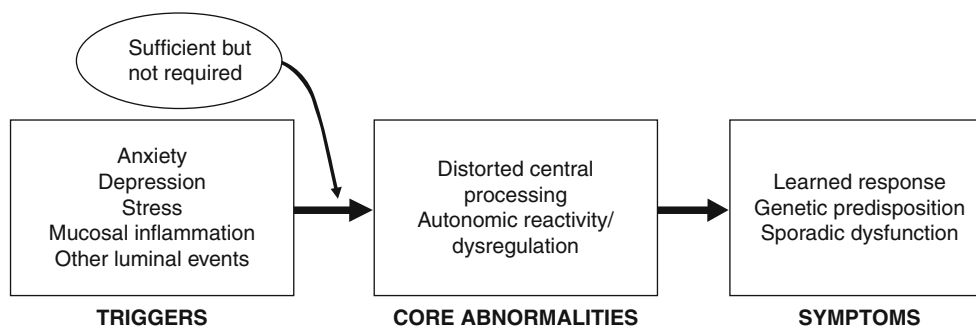 Sufficient but
not required
Anxiety
Depression
Stress
Mucosal inflammation
Other luminal events
TRIGGERS
Distorted central
processing
Autonomic reactivity/
dysregulation
CORE ABNORMALITIES
Learned response
Genetic predisposition
Sporadic dysfunction
SYMPTOMS